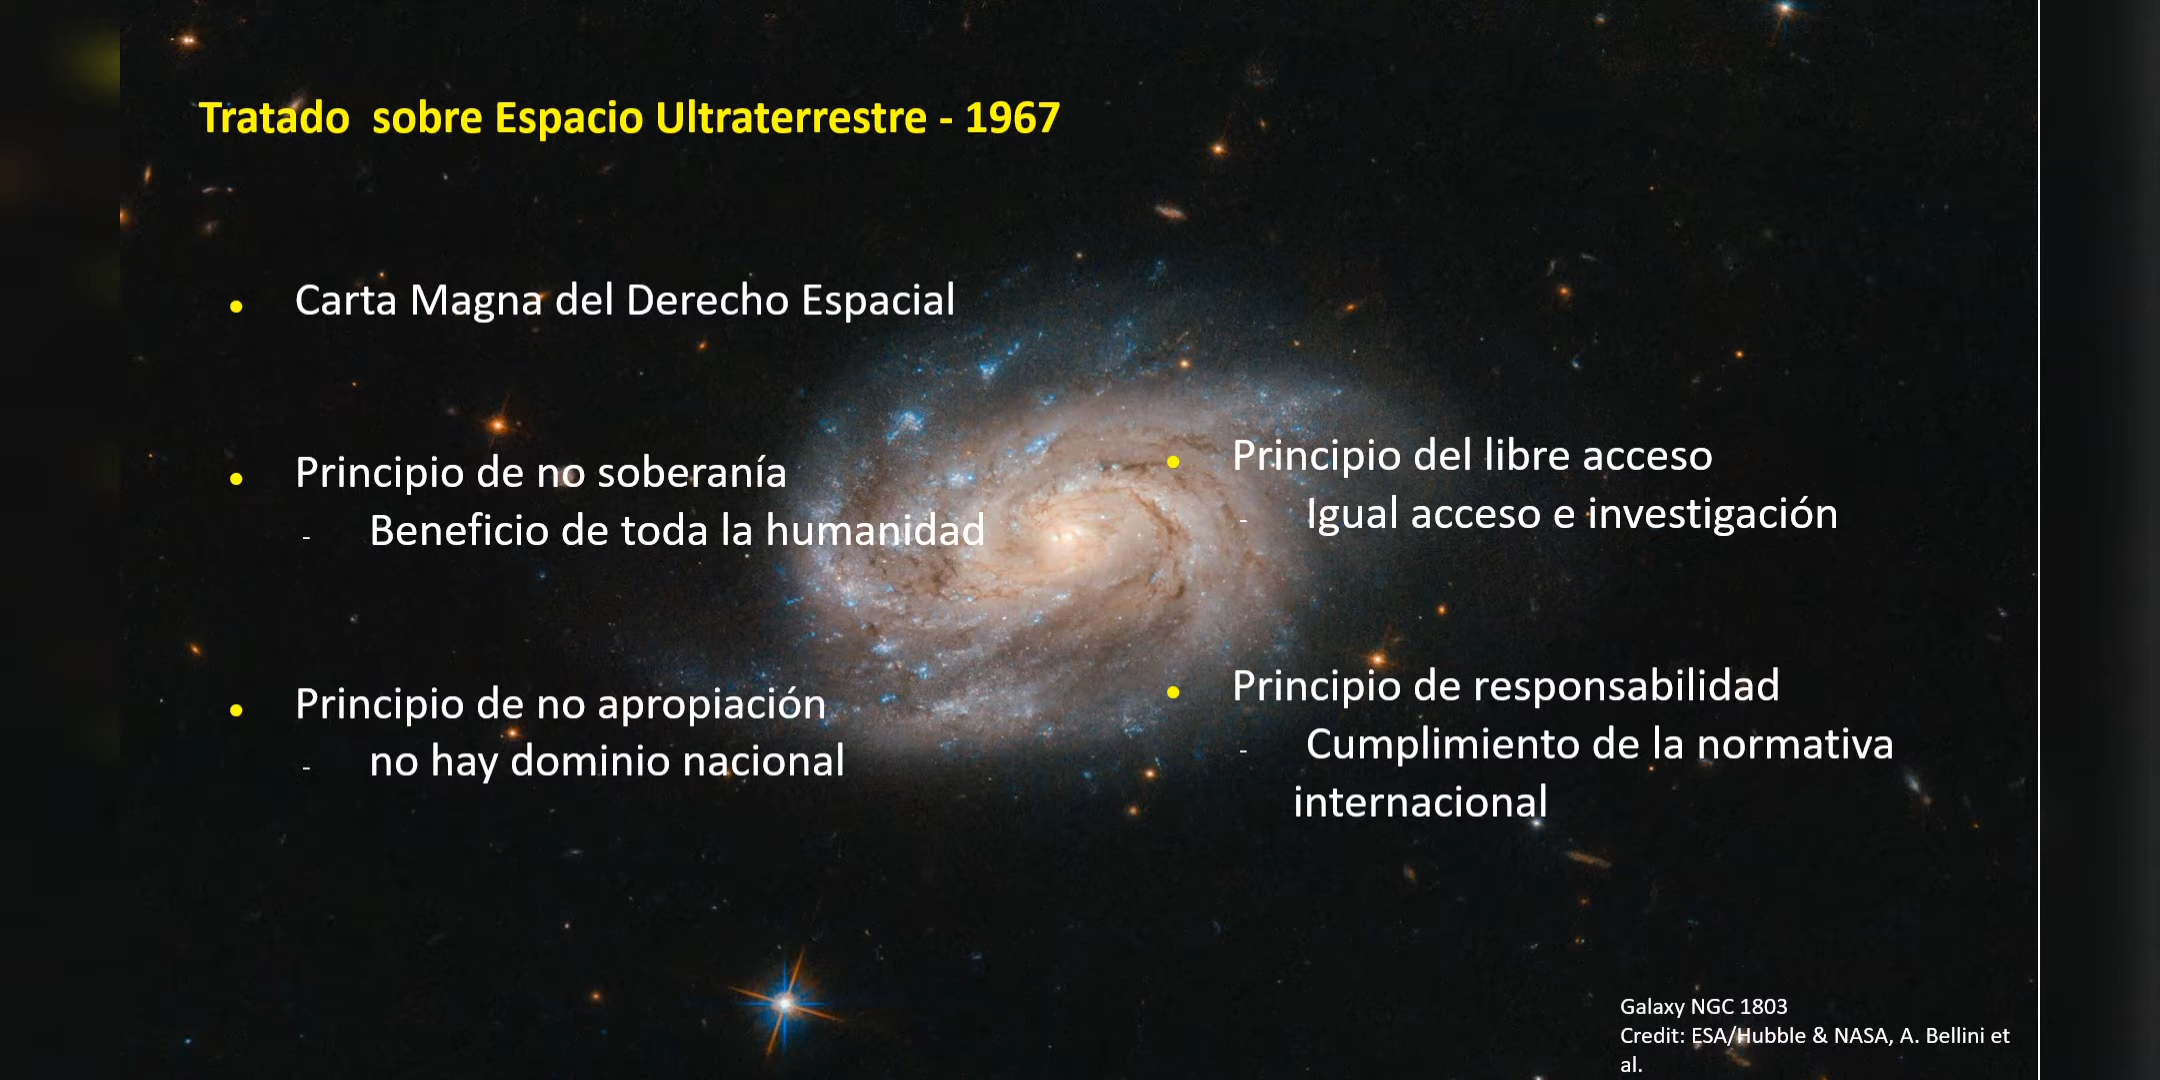 Tratado  sobre Espacio Ultraterrestre - 1967
• Carta Magna del Derecho Espacial
• Principio de no soberanía
- Beneficio de toda la humanidad
• Principio de no apropiación
- no hay dominio nacional
• Principio del libre acceso
- Igual acceso e investigación
• Principio de responsabilidad
- Cumplimiento de la normativa
internacional
Galaxy NGC 1803
Credit: ESA/Hubble & NASA, A. Bellini et
al.